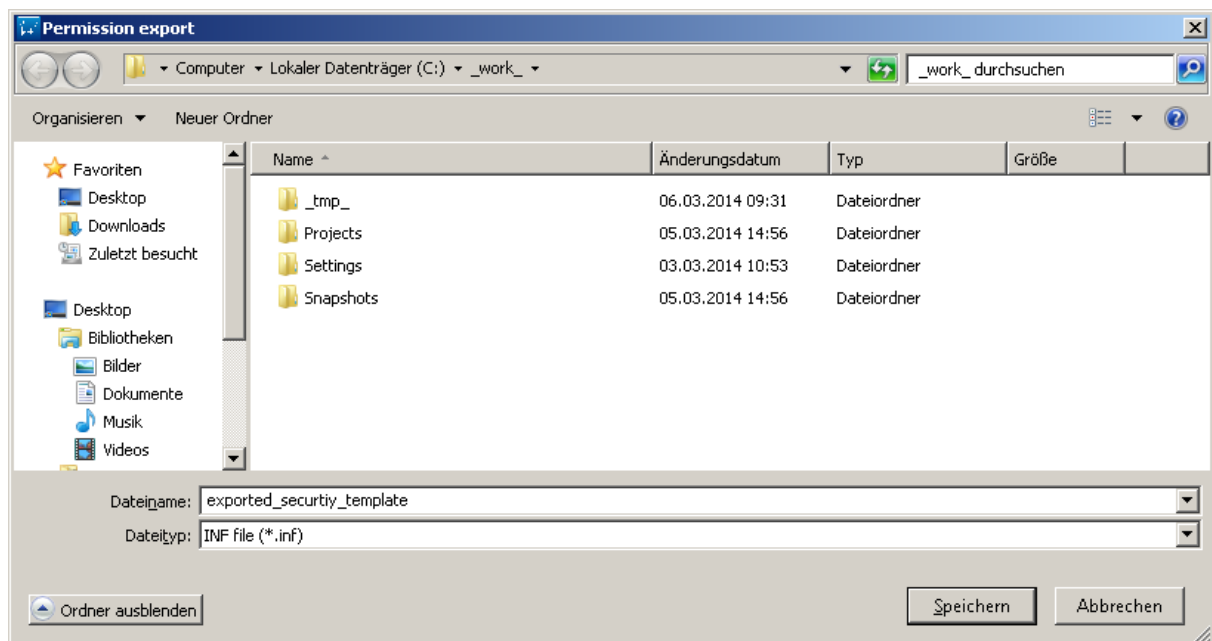 Permission export
Computer Lokaler Datenträger (C:) _work_
_work_ durchsuchen
Organisieren Neuer Ordner
Favoriten
Desktop
Downloads
Zuletzt besucht
Desktop
Bibliotheken
Bilder
Dokumente
Musik
Videos
Name Änderungsdatum Typ Größe
_tmp_ 06.03.2014 09:31 Dateiordner
Projects 05.03.2014 14:56 Dateiordner
Settings 03.03.2014 10:53 Dateiordner
Snapshots 05.03.2014 14:56 Dateiordner
Dateiname: exported_securtiy_template
Dateityp: INF file (*.inf)
Ordner ausblenden Speichern Abbrechen